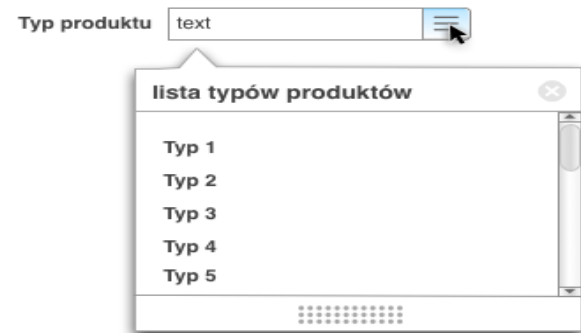 Typ produktu text
lista typów produktów
Typ 1
Typ 2
Typ 3
Typ 4
Typ 5